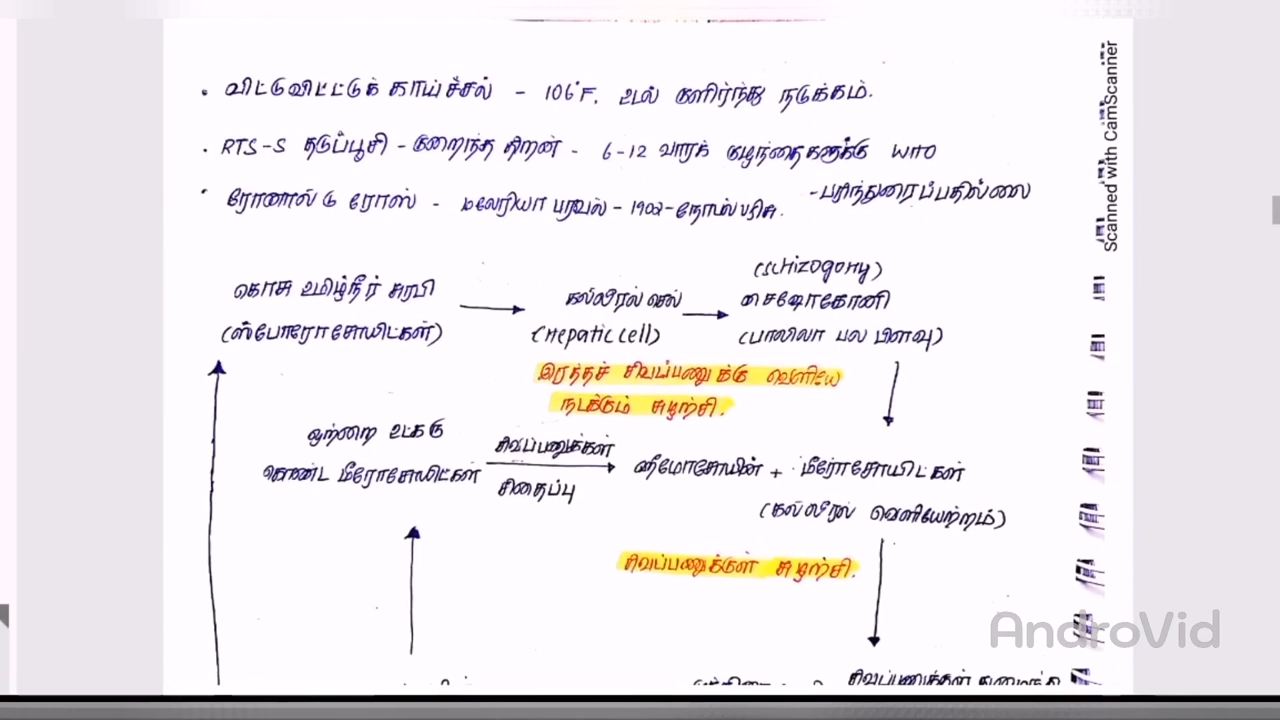 விட்டுவிட்டுக் காய்ச்சல் - 106°F, உடல் குளிர்ந்து நடுக்கம்.
RTS-S தடுப்பூசி - குறைந்த திறன் - 6-12 வாரக் குழந்தைகளுக்கு WHO
- பரிந்துரைப்பதில்லை
ரோனால்டு ரோஸ் - மலேரியா பரவல் - 1902 - நோபல் பரிசு.
(schizogony)
கொசு உமிழ்நீர் சுரபி
கல்லீரல் செல்
சைஷோகோனி
(ஸ்போரோசோயிட்கள்)
(Hepatic cell)
(பாலிலா பல பிளவு)
இரத்தச் சிவப்பணுக்கு வெளியே
நடக்கும் சுழற்சி.
ஒற்றை உட்கரு
சிவப்பணுக்கள்
கொண்ட மீரோசோயிட்கள்
ஹீமோசோயின் + மீரோசோயிட்கள்
சிதைப்பு
(கல்லீரல் வெளியேற்றம்)
சிவப்பணுக்குள் சுழற்சி.
சிவப்பணுக்கள்
Scanned with CamScanner
AndroVid